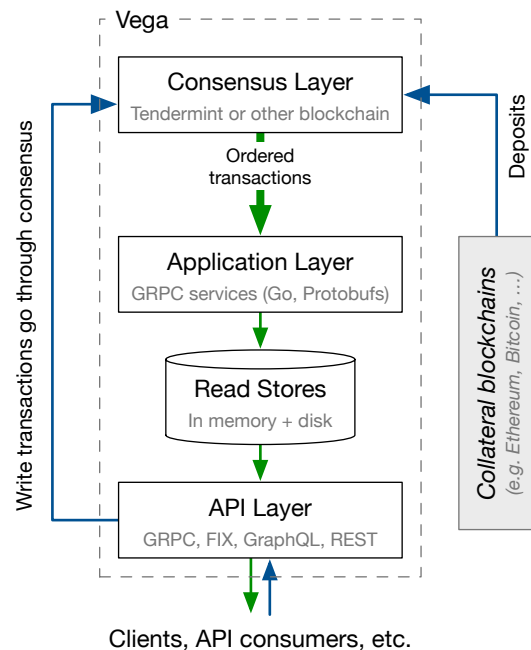 Vega
Consensus Layer
Tendermint or other blockchain
Ordered
transactions
Application Layer
GRPC services (Go, Protobufs)
Read Stores
In memory + disk
API Layer
GRPC, FIX, GraphQL, REST
Clients, API consumers, etc.
Write transactions go through consensus
Deposits
Collateral blockchains
(e.g. Ethereum, Bitcoin, ...)